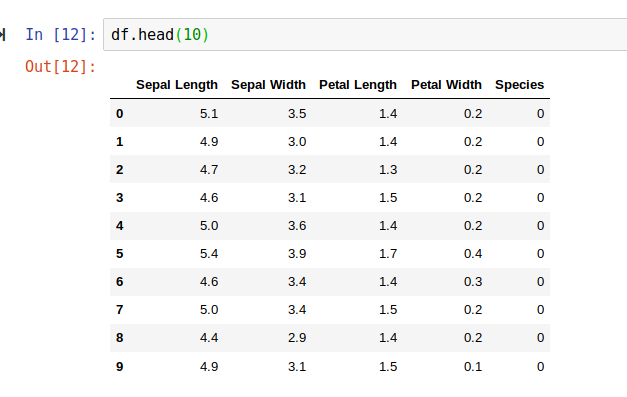 In [12]: df.head(10)
Out[12]:
Sepal Length Sepal Width Petal Length Petal Width Species
0 5.1 3.5 1.4 0.2 0
1 4.9 3.0 1.4 0.2 0
2 4.7 3.2 1.3 0.2 0
3 4.6 3.1 1.5 0.2 0
4 5.0 3.6 1.4 0.2 0
5 5.4 3.9 1.7 0.4 0
6 4.6 3.4 1.4 0.3 0
7 5.0 3.4 1.5 0.2 0
8 4.4 2.9 1.4 0.2 0
9 4.9 3.1 1.5 0.1 0